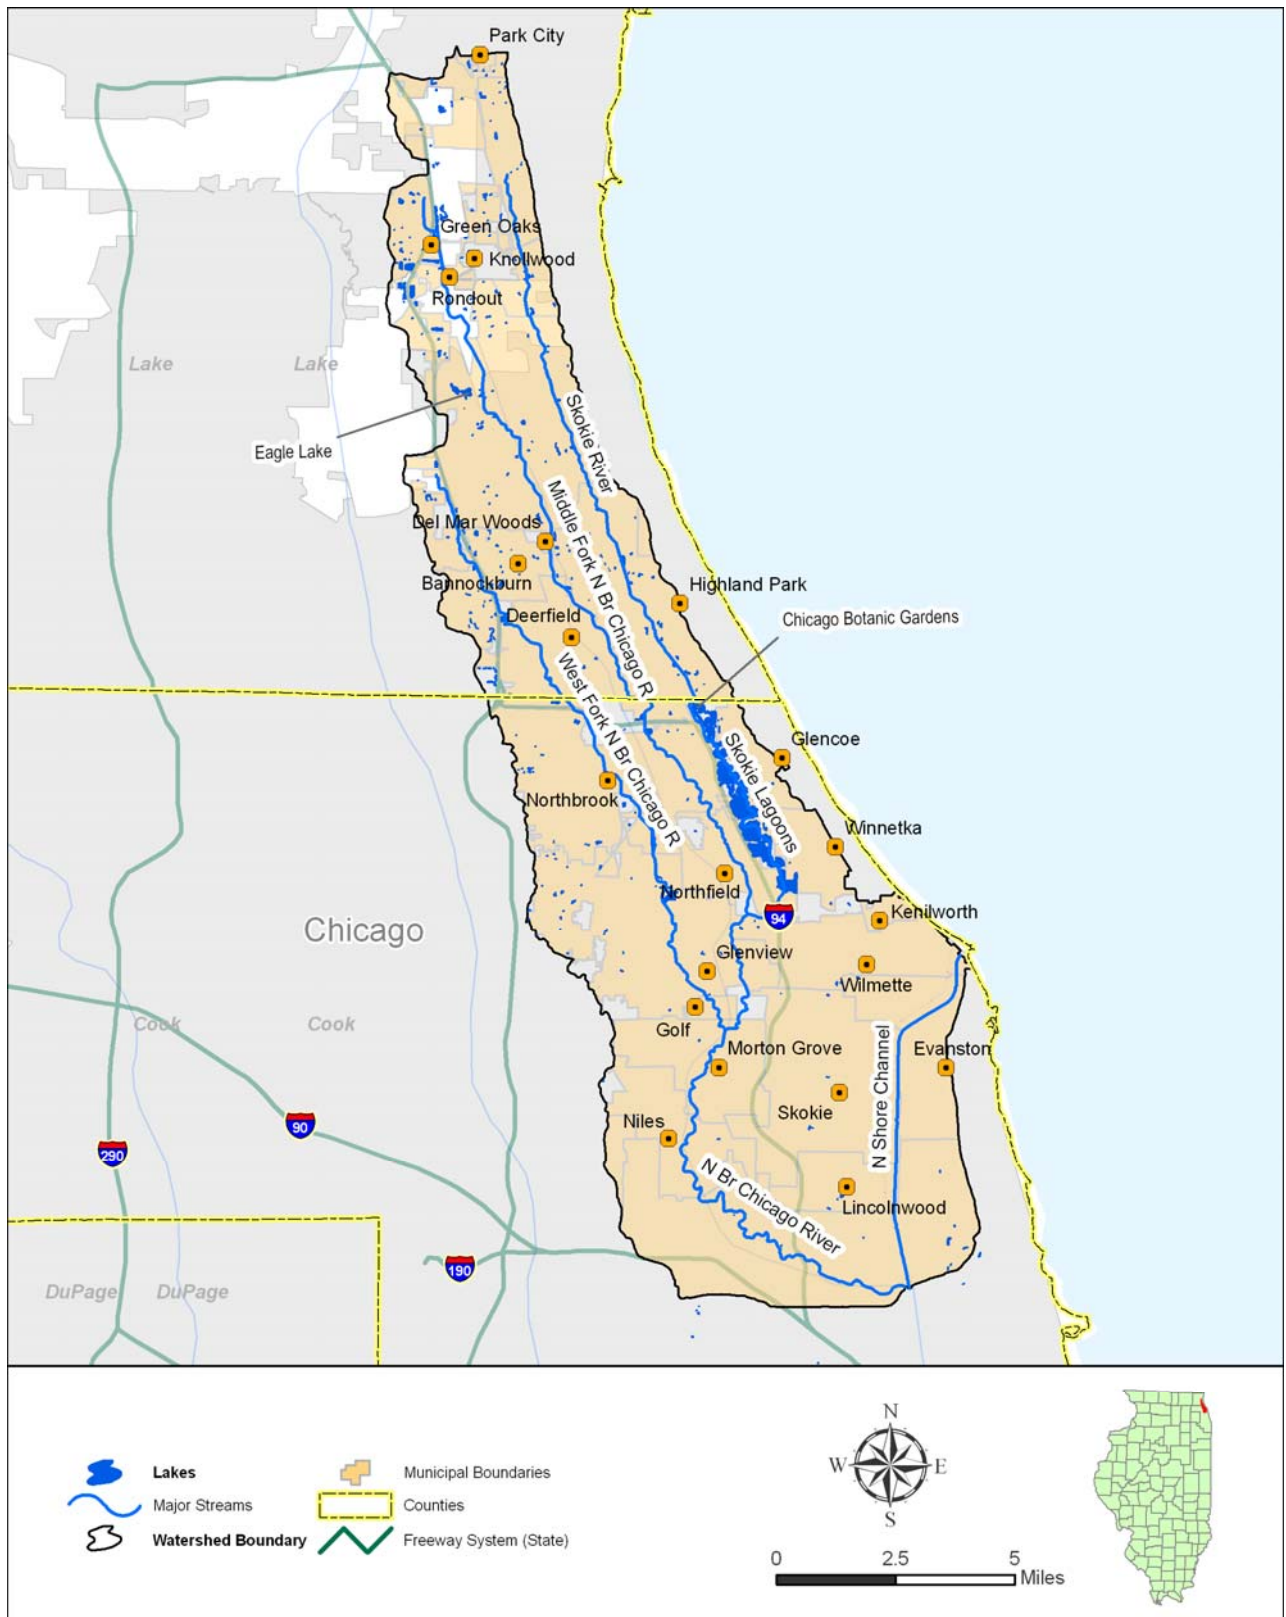 Park City
Green Oaks
Knollwood
Rondout
Lake
Lake
Skokie River
Eagle Lake
Middle Fork N Br Chicago R
Del Mar Woods
Bannockburn
Highland Park
Deerfield
Chicago Botanic Gardens
West Fork N Br Chicago R
Skokie Lagoons
Glencoe
Northbrook
Winnetka
Northfield
94
Kenilworth
Chicago
Glenview
Wilmette
Golf
Cook
Cook
N Shore Channel
Morton Grove
Evanston
Skokie
Niles
90
290
N Br Chicago River
Lincolnwood
190
DuPage
DuPage
Lakes
Major Streams
Watershed Boundary
Municipal Boundaries
Counties
Freeway System (State)
N
W
E
S
0
2.5
5
Miles